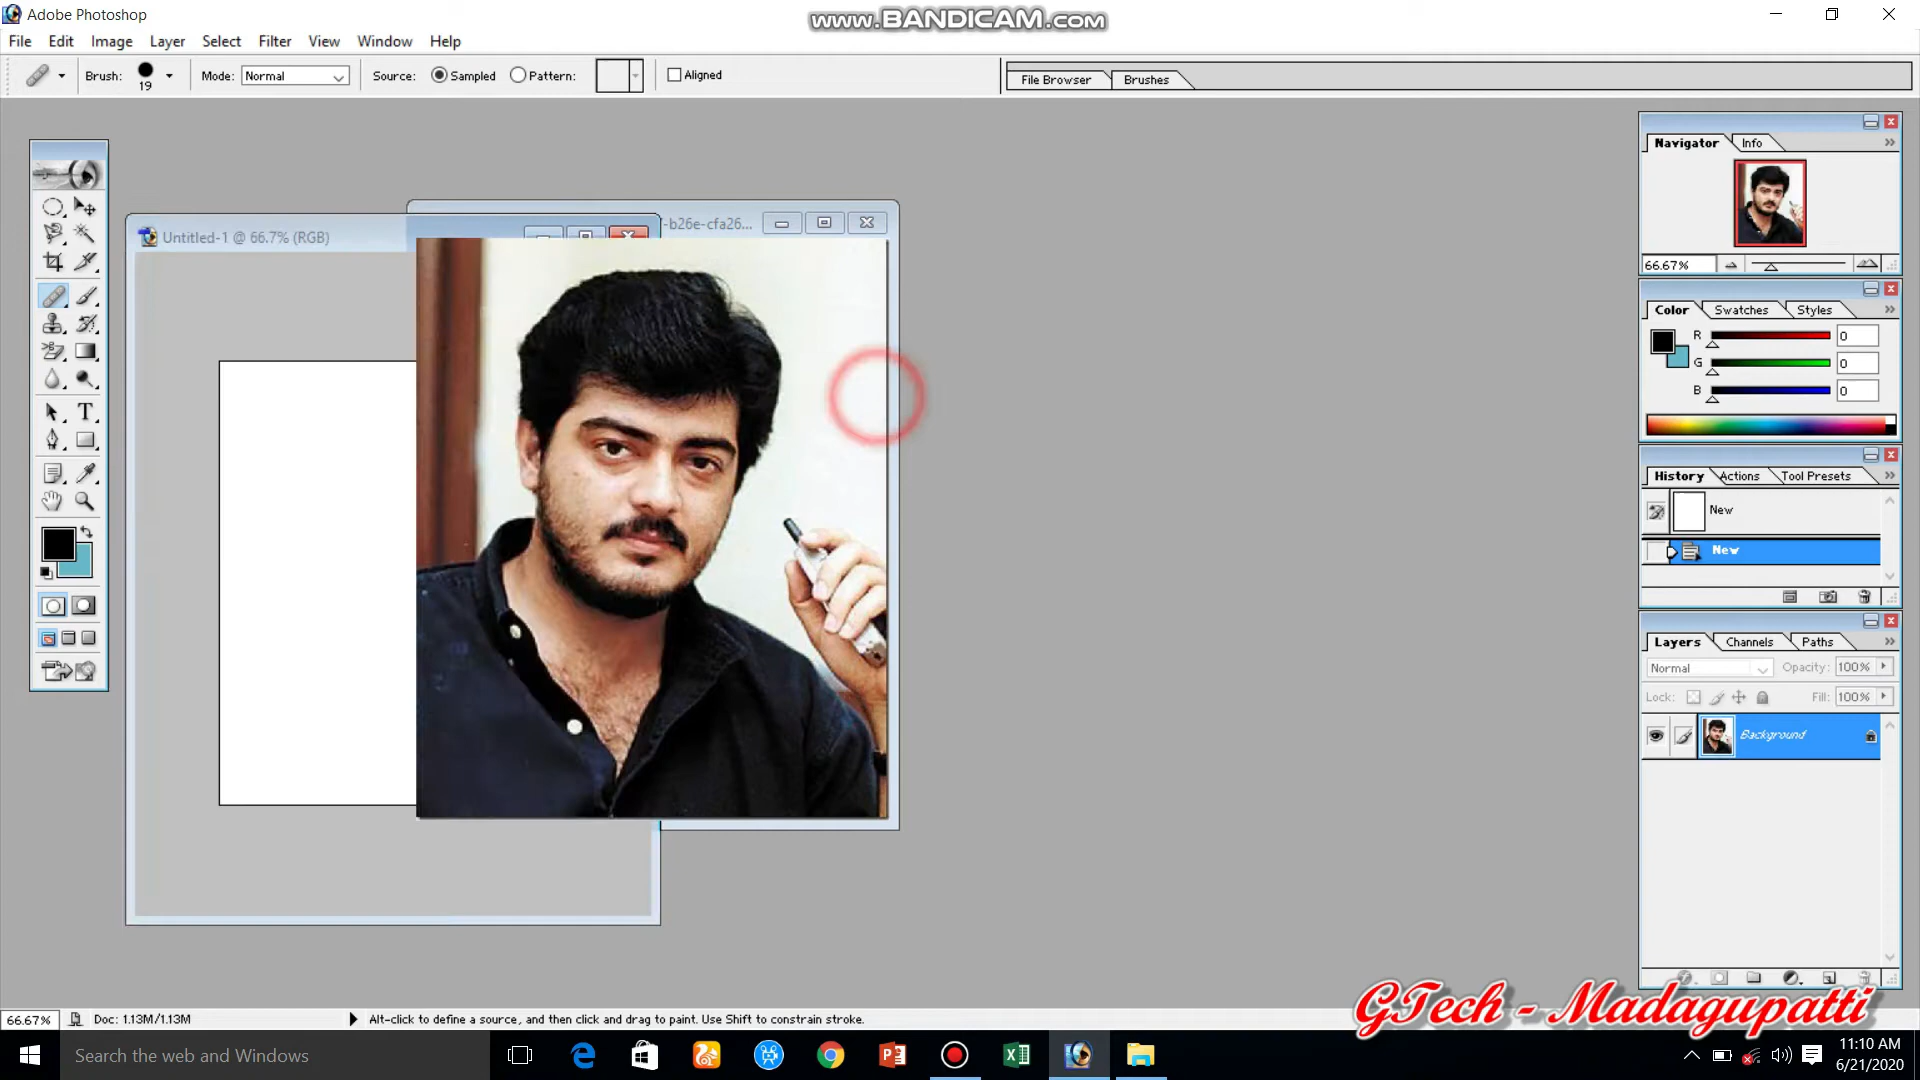 Adobe Photoshop
www.BANDICAM.com
File Edit Image Layer Select Filter View Window Help
Brush: 19 Mode: Normal Source: Sampled Pattern: Aligned
File Browser Brushes
Navigator Info
66.67%
Untitled-1 @ 66.7% (RGB)
-b26e-cfa26...
Color Swatches Styles
R 0
G 0
B 0
History Actions Tool Presets
New
New
Layers Channels Paths
Normal Opacity: 100%
Lock: Fill: 100%
Background
T
66.67% Doc: 1.13M/1.13M Alt-click to define a source, and then click and drag to paint. Use Shift to constrain stroke.
GTech - Madagupatti
Search the web and Windows
11:10 AM
6/21/2020